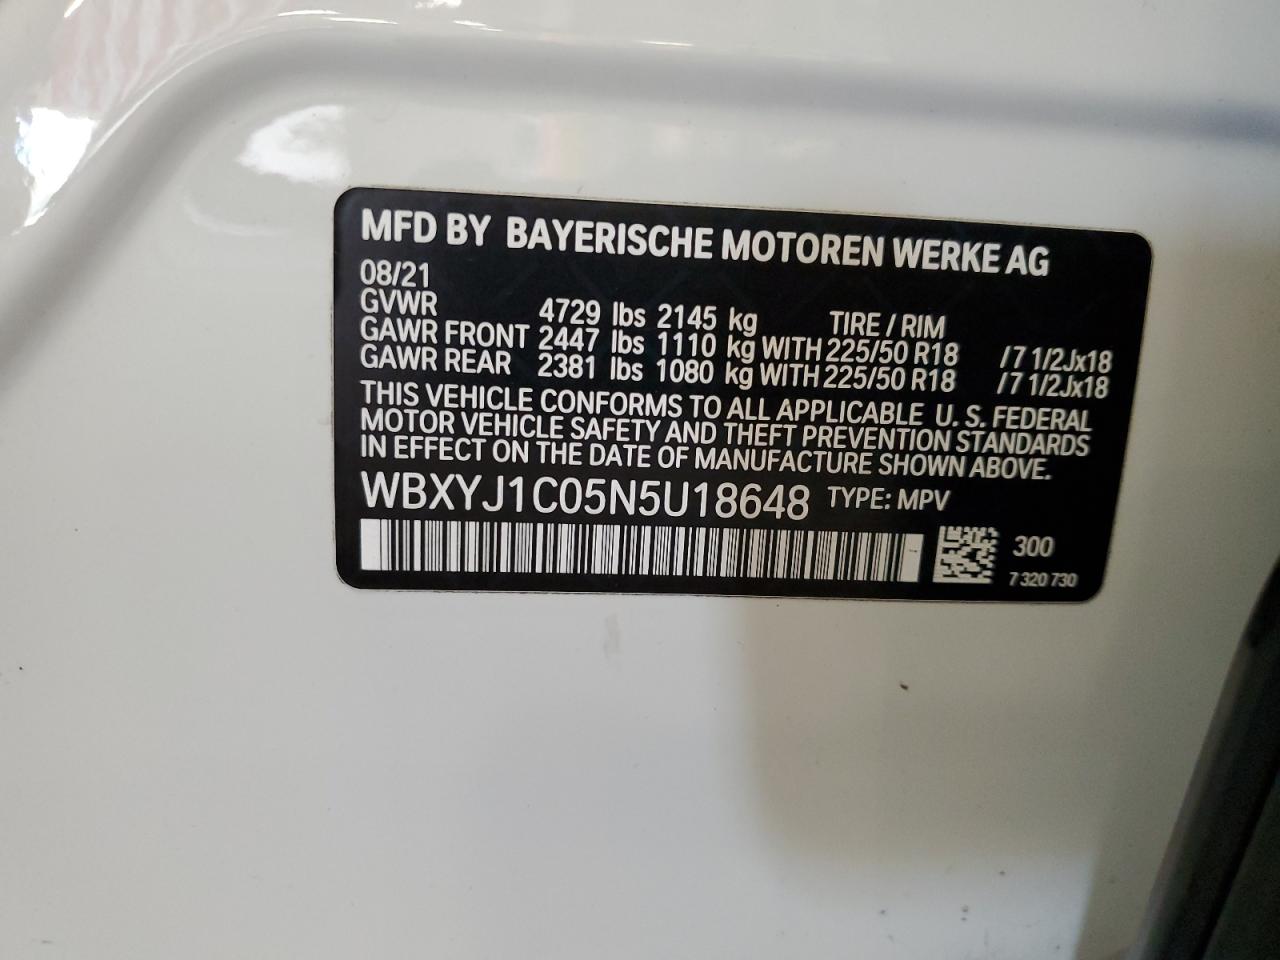 MFD BY BAYERISCHE MOTOREN WERKE AG
08/21
GVWR 4729 lbs 2145 kg TIRE / RIM
GAWR FRONT 2447 lbs 1110 kg WITH 225/50 R18 /7 1/2Jx18
GAWR REAR 2381 lbs 1080 kg WITH 225/50 R18 /7 1/2Jx18
THIS VEHICLE CONFORMS TO ALL APPLICABLE U. S. FEDERAL
MOTOR VEHICLE SAFETY AND THEFT PREVENTION STANDARDS
IN EFFECT ON THE DATE OF MANUFACTURE SHOWN ABOVE.
WBXYJ1C05N5U18648 TYPE: MPV
300
7 320 730